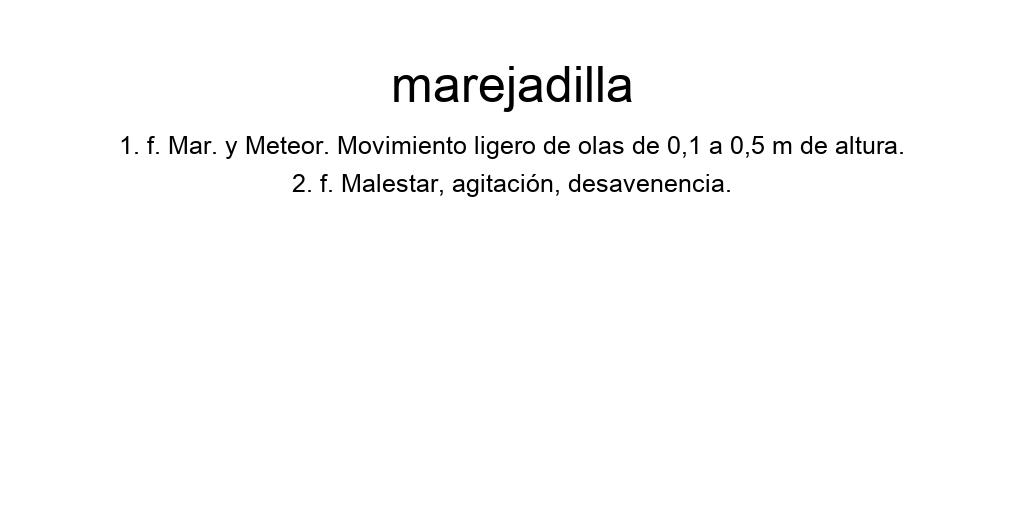 marejadilla
1. f. Mar. y Meteor. Movimiento ligero de olas de 0,1 a 0,5 m de altura.
2. f. Malestar, agitación, desavenencia.